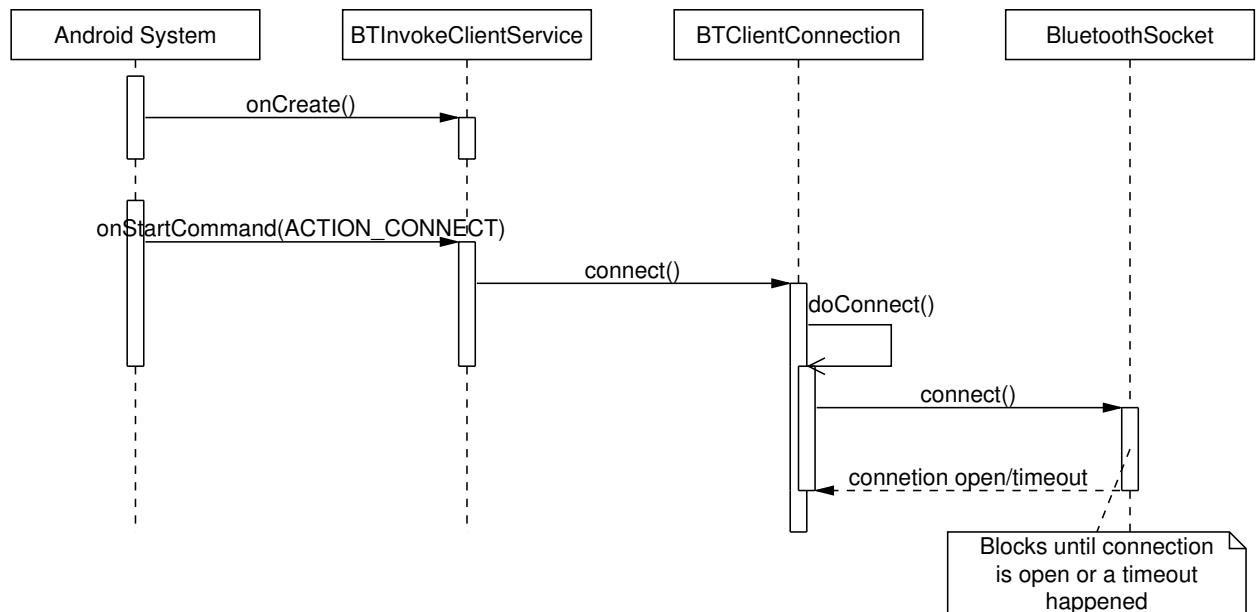 Android System
BTInvokeClientService
BTClientConnection
BluetoothSocket
onCreate()
onStartCommand(ACTION_CONNECT)
connect()
doConnect()
connect()
connetion open/timeout
Blocks until connection
is open or a timeout
happened